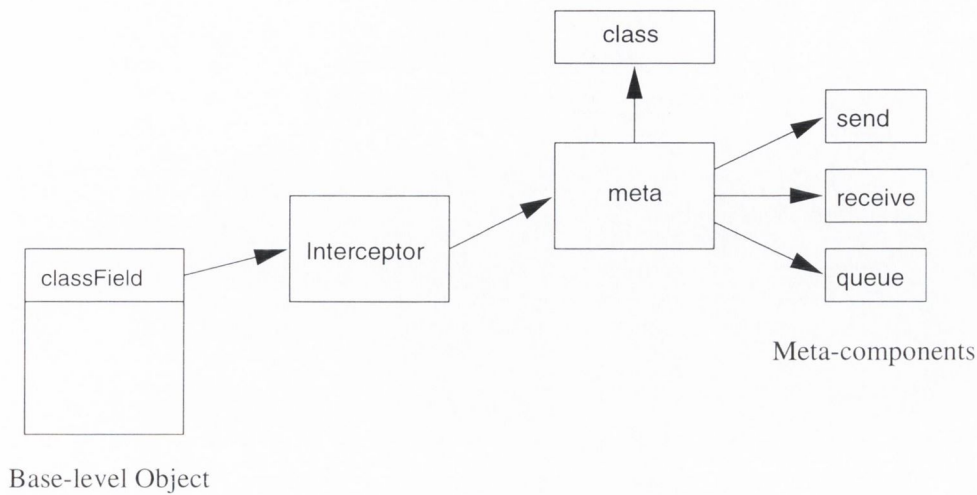 class
send
meta
receive
Interceptor
classField
queue
Meta-components
Base-level Object